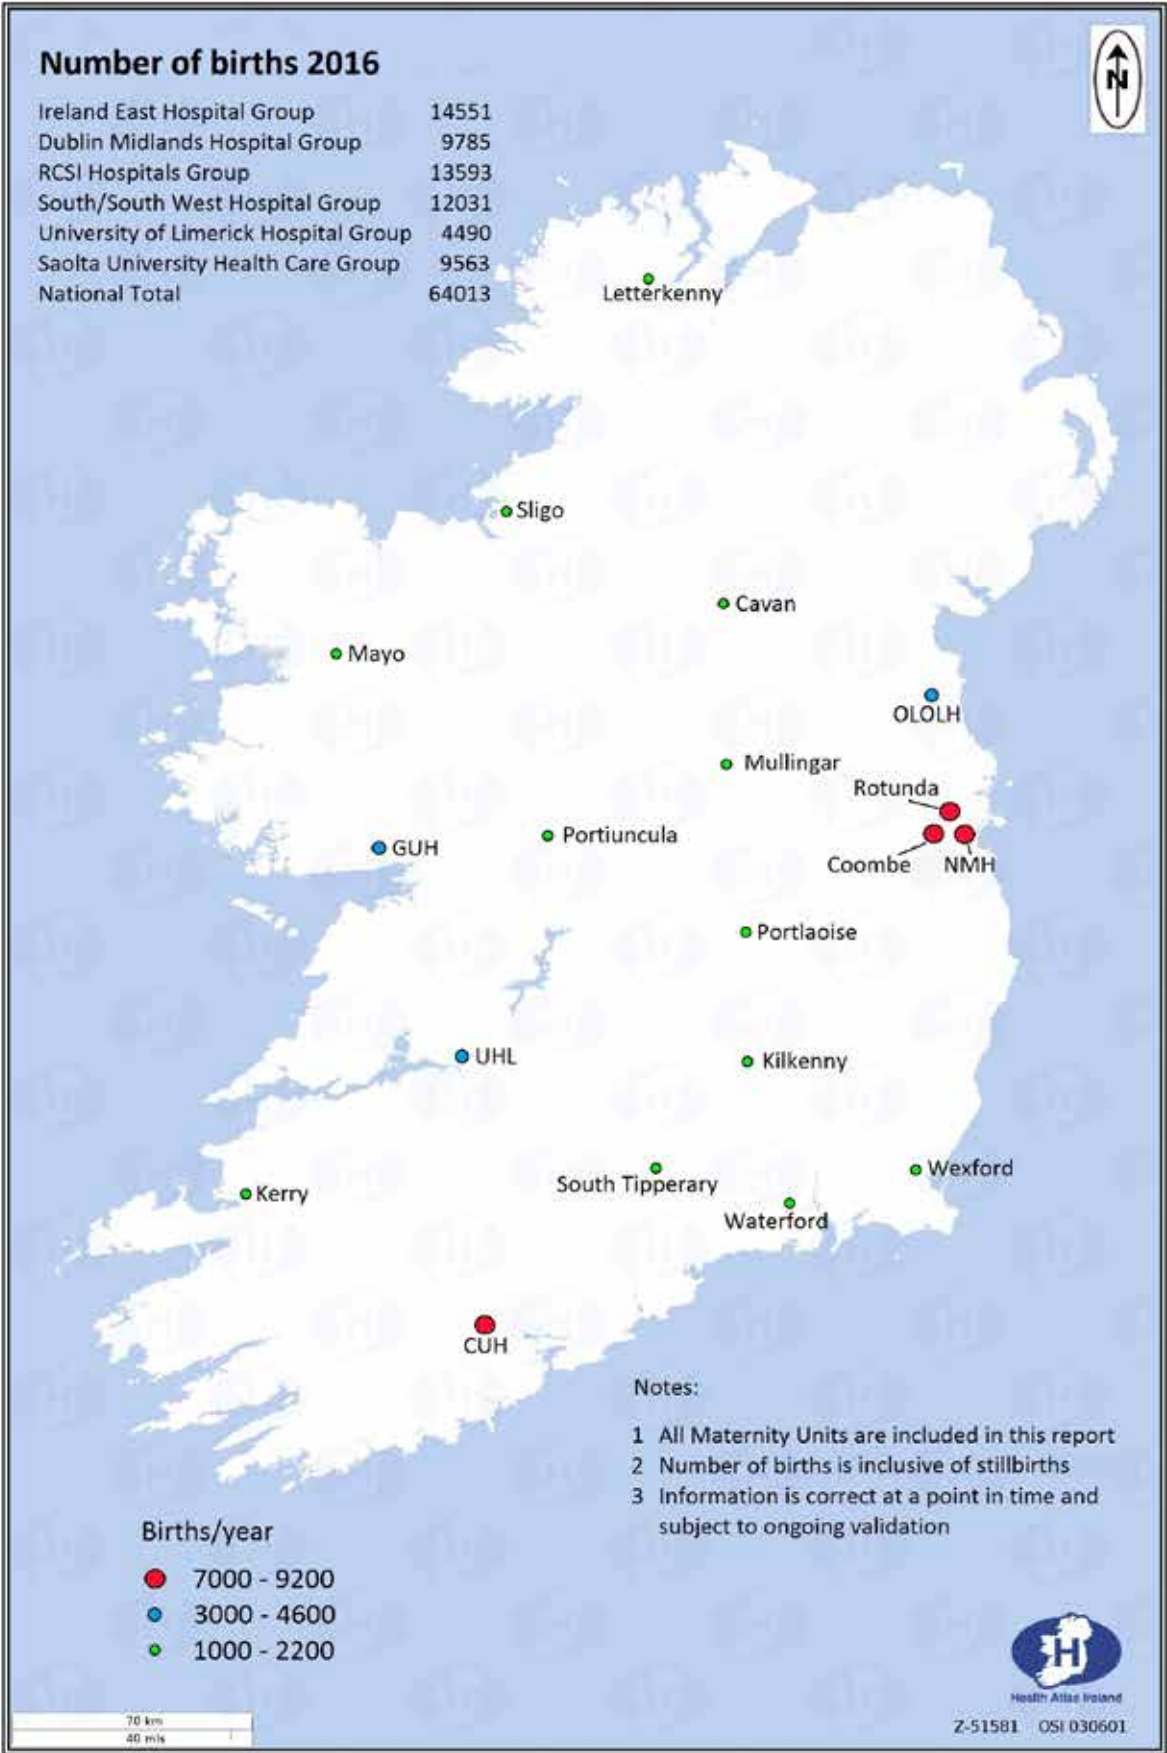 Number of births 2016
N
Ireland East Hospital Group 14551
Dublin Midlands Hospital Group 9785
RCSI Hospitals Group 13593
South/South West Hospital Group 12031
University of Limerick Hospital Group 4490
Saolta University Health Care Group 9563
National Total 64013
Letterkenny
Sligo
Cavan
Mayo
OLOLH
Mullingar
Rotunda
Portiuncula
GUH
Coombe NMH
Portlaoise
UHL
Kilkenny
South Tipperary
Wexford
Kerry
Waterford
CUH
Notes:
1 All Maternity Units are included in this report
2 Number of births is inclusive of stillbirths
3 Information is correct at a point in time and
subject to ongoing validation
Births/year
7000 - 9200
3000 - 4600
1000 - 2200
H
Health Atlas Ireland
70 km
40 mls
Z-51581 OSI 030601